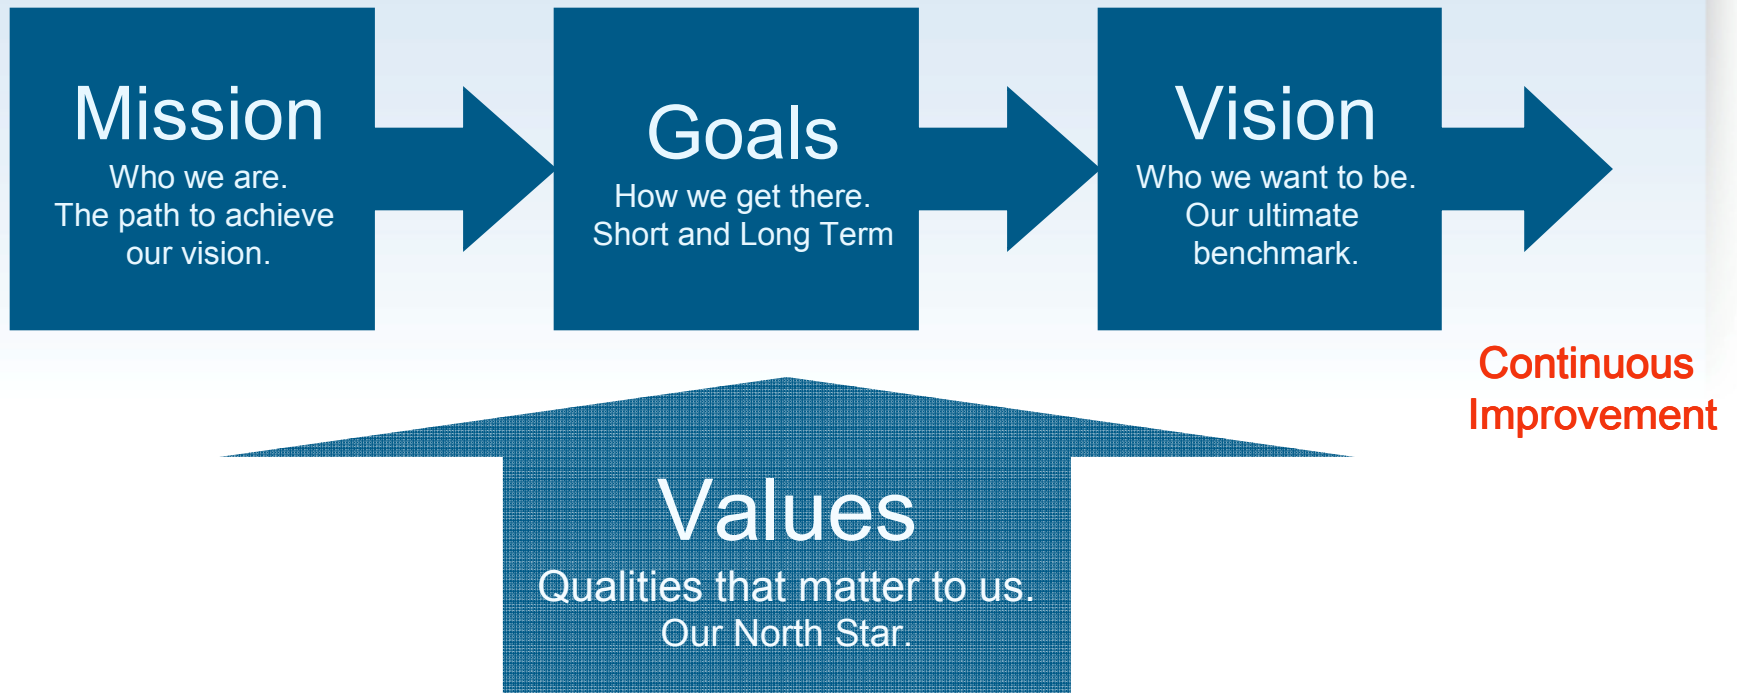 Mission
Who we are.
The path to achieve
our vision.
Goals
How we get there.
Short and Long Term
Vision
Who we want to be.
Our ultimate
benchmark.
Continuous
Improvement
Values
Qualities that matter to us.
Our North Star.